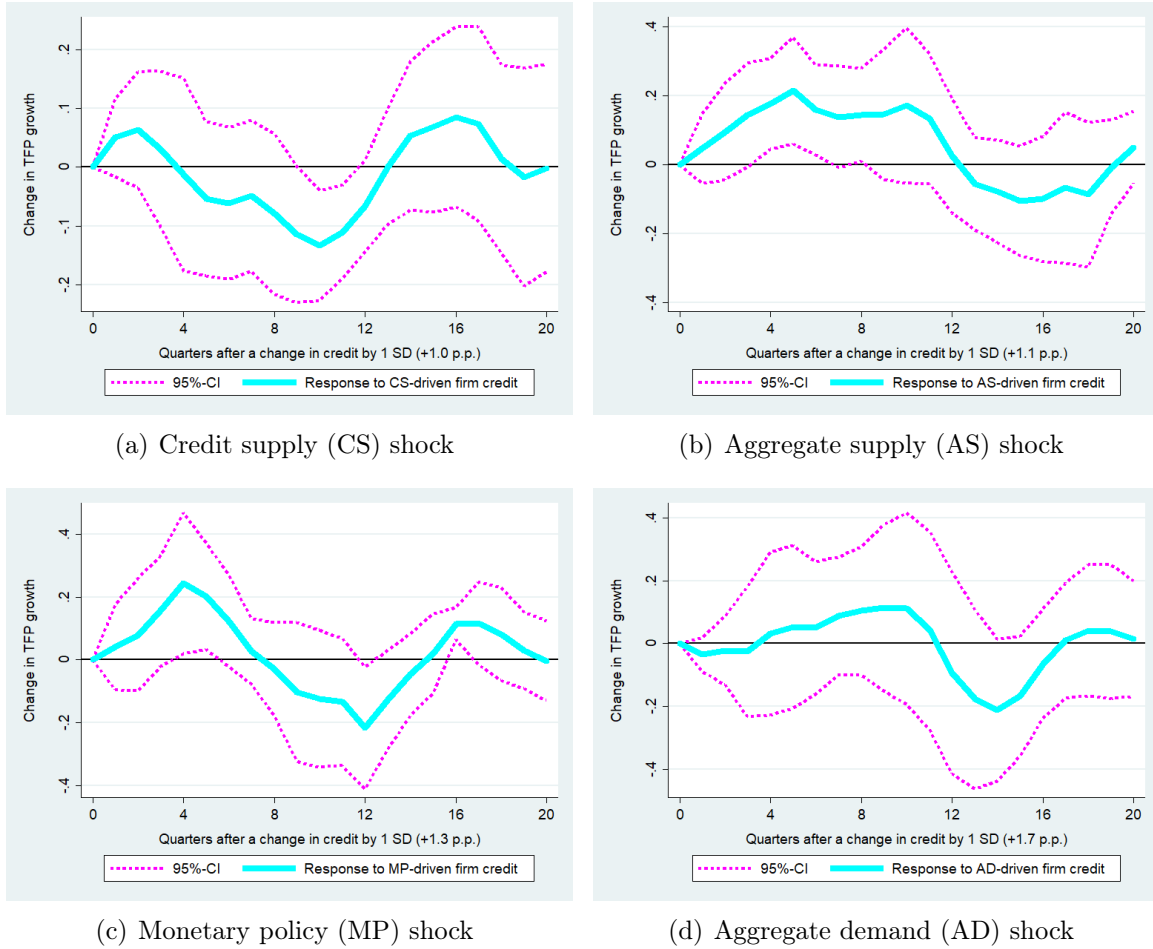 Change in TFP growth
.2
.1
0
-.1
-.2
0 4 8 12 16 20
Quarters after a change in credit by 1 SD (+1.0 p.p.)
95%-CI Response to CS-driven firm credit
(a) Credit supply (CS) shock
Change in TFP growth
.4
.2
0
-.2
-.4
0 4 8 12 16 20
Quarters after a change in credit by 1 SD (+1.1 p.p.)
95%-CI Response to AS-driven firm credit
(b) Aggregate supply (AS) shock
Change in TFP growth
.4
.2
0
-.2
-.4
0 4 8 12 16 20
Quarters after a change in credit by 1 SD (+1.3 p.p.)
95%-CI Response to MP-driven firm credit
(c) Monetary policy (MP) shock
Change in TFP growth
.4
.2
0
-.2
-.4
0 4 8 12 16 20
Quarters after a change in credit by 1 SD (+1.7 p.p.)
95%-CI Response to AD-driven firm credit
(d) Aggregate demand (AD) shock